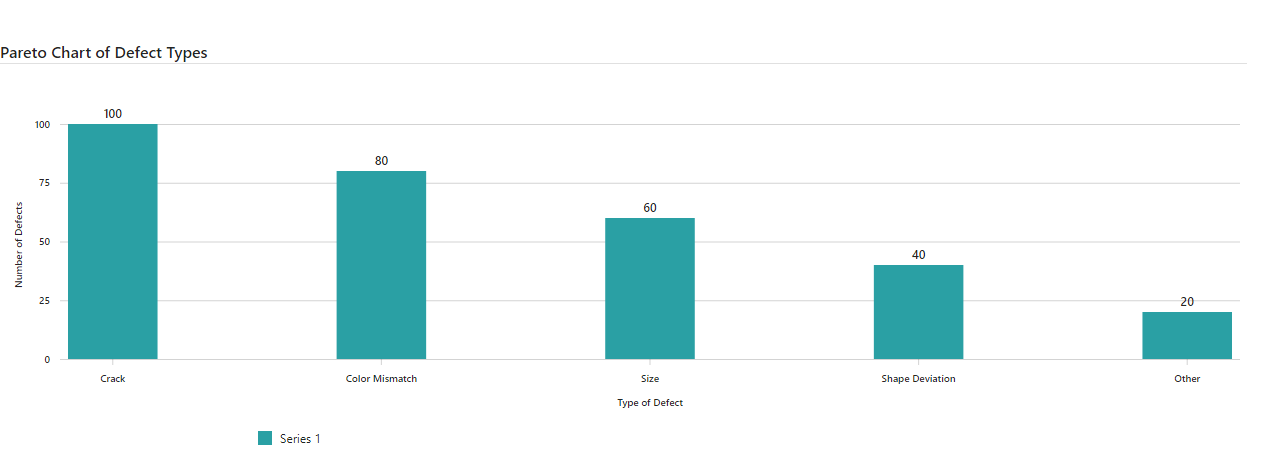 Pareto Chart of Defect Types
100
80
60
40
20
100
75
50
25
0
Number of Defects
Crack
Color Mismatch
Size
Shape Deviation
Other
Type of Defect
Series 1